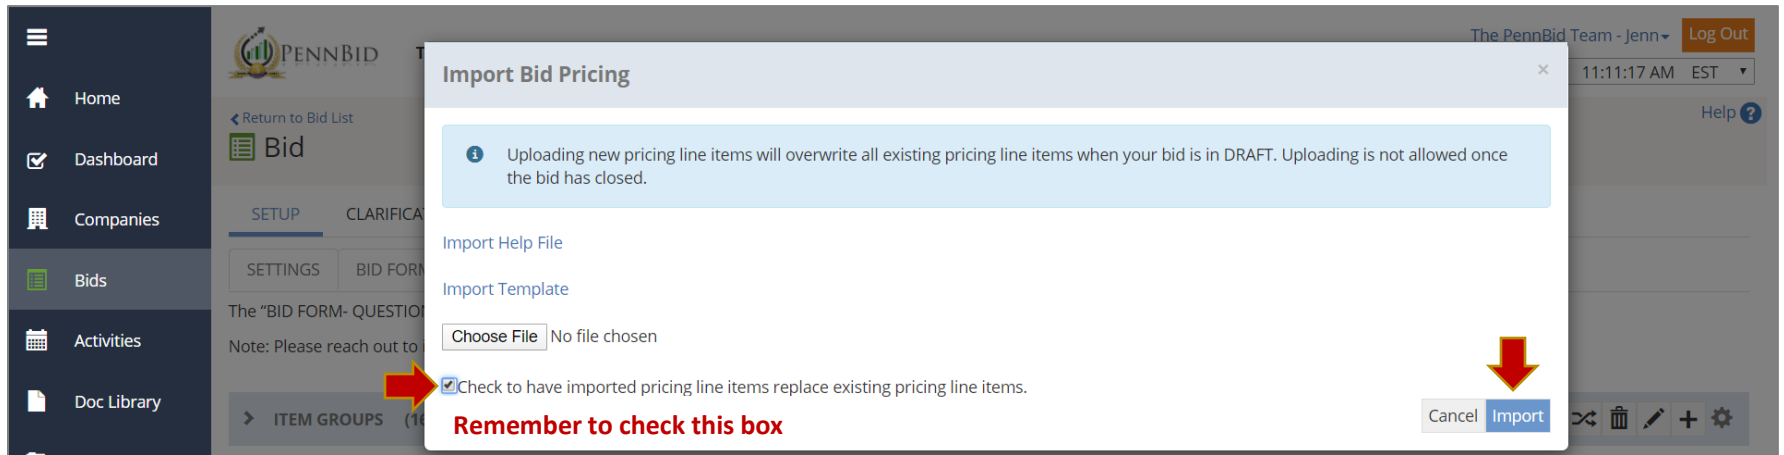 The PennBid Team - Jenn
Log Out
PENNBID
T
Import Bid Pricing
×
11:11:17 AM EST
Home
Return to Bid List
Help ?
Bid
Uploading new pricing line items will overwrite all existing pricing line items when your bid is in DRAFT. Uploading is not allowed once
the bid has closed.
Dashboard
Companies
SETUP
CLARIFICA
Import Help File
SETTINGS
BID FORM
Bids
Import Template
The “BID FORM- QUESTIO
Choose File No file chosen
Activities
Note: Please reach out to
Check to have imported pricing line items replace existing pricing line items.
Doc Library
ITEM GROUPS (16
Remember to check this box
Cancel
Import